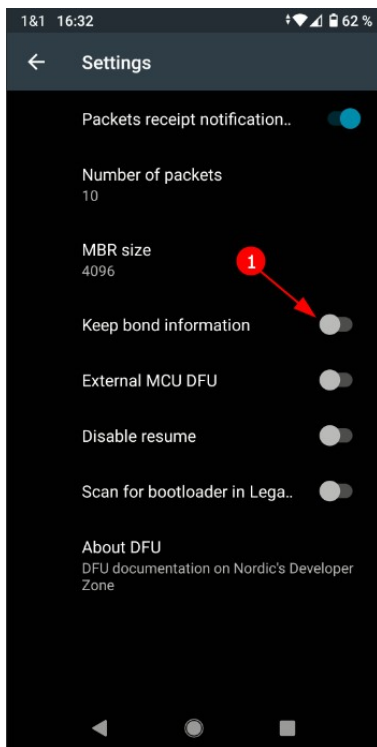 1&1 16:32 62 %
Settings
Packets receipt notification..
Number of packets
10
MBR size
4096
1
Keep bond information
External MCU DFU
Disable resume
Scan for bootloader in Lega..
About DFU
DFU documentation on Nordic's Developer
Zone